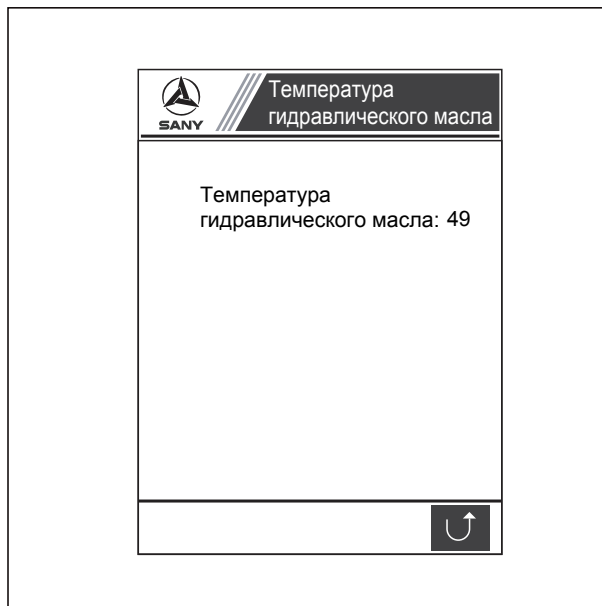 SANY
Температура
гидравлического масла
Температура
гидравлического масла: 49